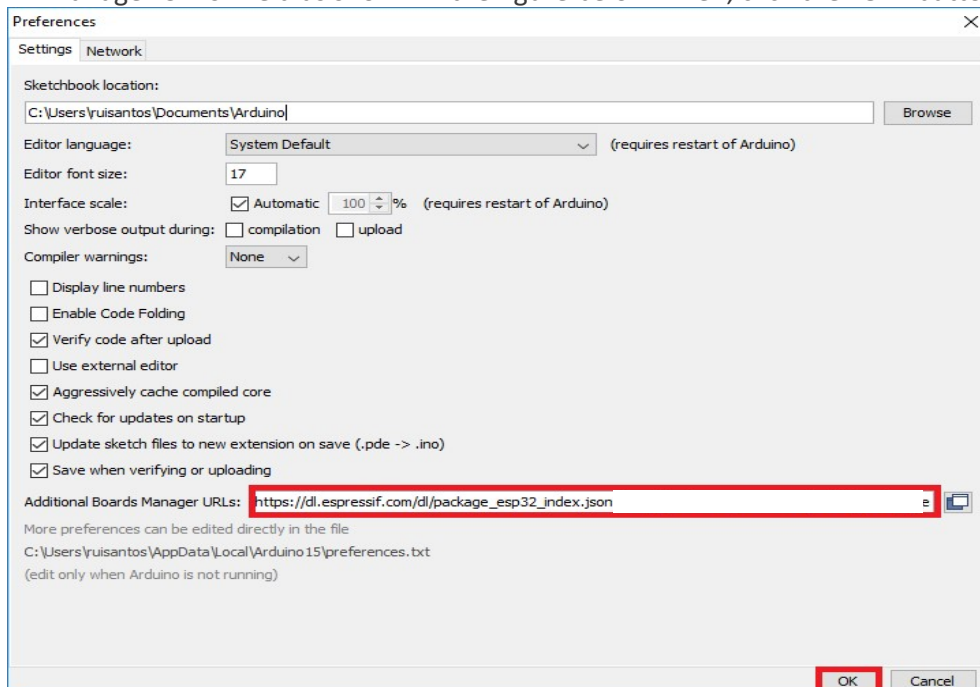 Preferences
Settings Network
Sketchbook location:
C:\Users\ruisantos\Documents\Arduino Browse
Editor language: System Default (requires restart of Arduino)
Editor font size: 17
Interface scale: Automatic 100 % (requires restart of Arduino)
Show verbose output during: compilation upload
Compiler warnings: None
Display line numbers
Enable Code Folding
Verify code after upload
Use external editor
Aggressively cache compiled core
Check for updates on startup
Update sketch files to new extension on save (.pde -> .ino)
Save when verifying or uploading
Additional Boards Manager URLs: https://dl.espressif.com/dl/package_esp32_index.json e
More preferences can be edited directly in the file
C:\Users\ruisantos\AppData\Local\Arduino15\preferences.txt
(edit only when Arduino is not running)
OK Cancel